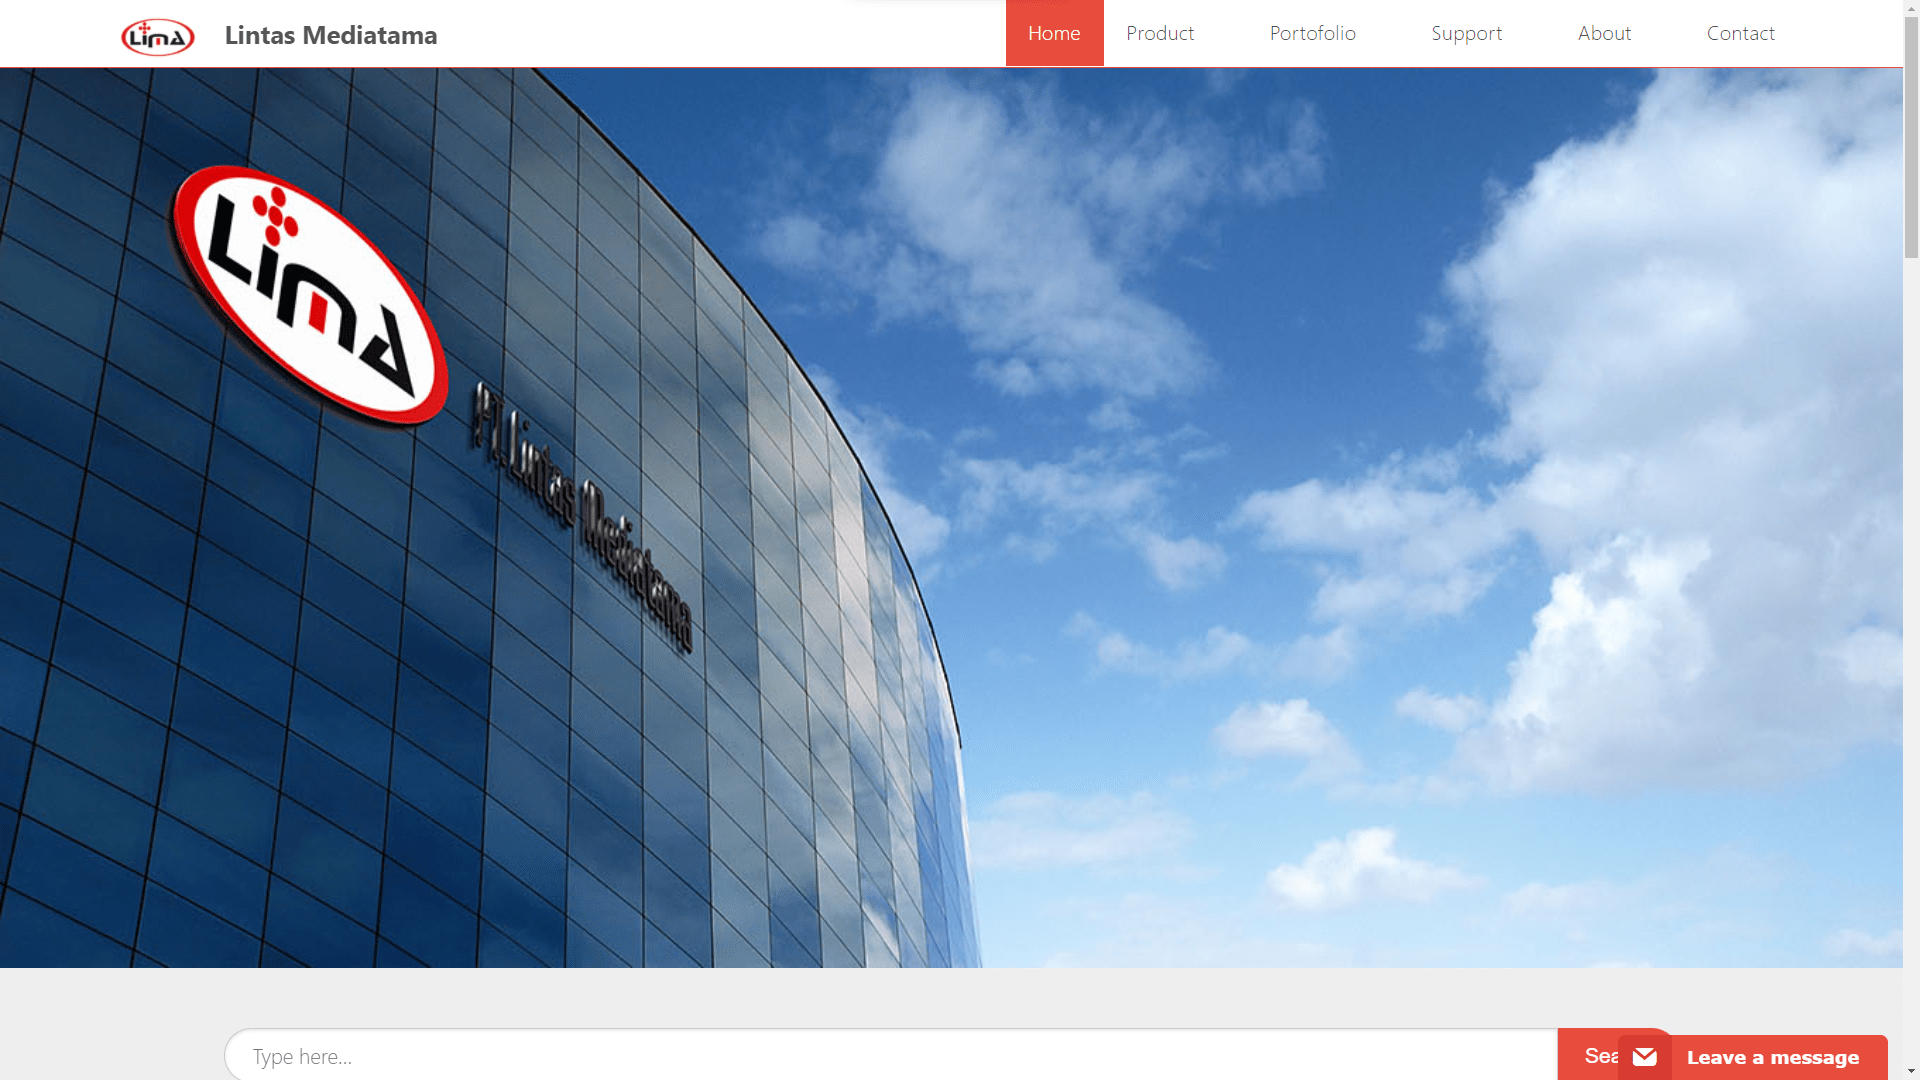 LimA
Lintas Mediatama
Home
Product
Portofolio
Support
About
Contact
LimA
PT. Lintas Mediatama
Type here...
Sea
Leave a message